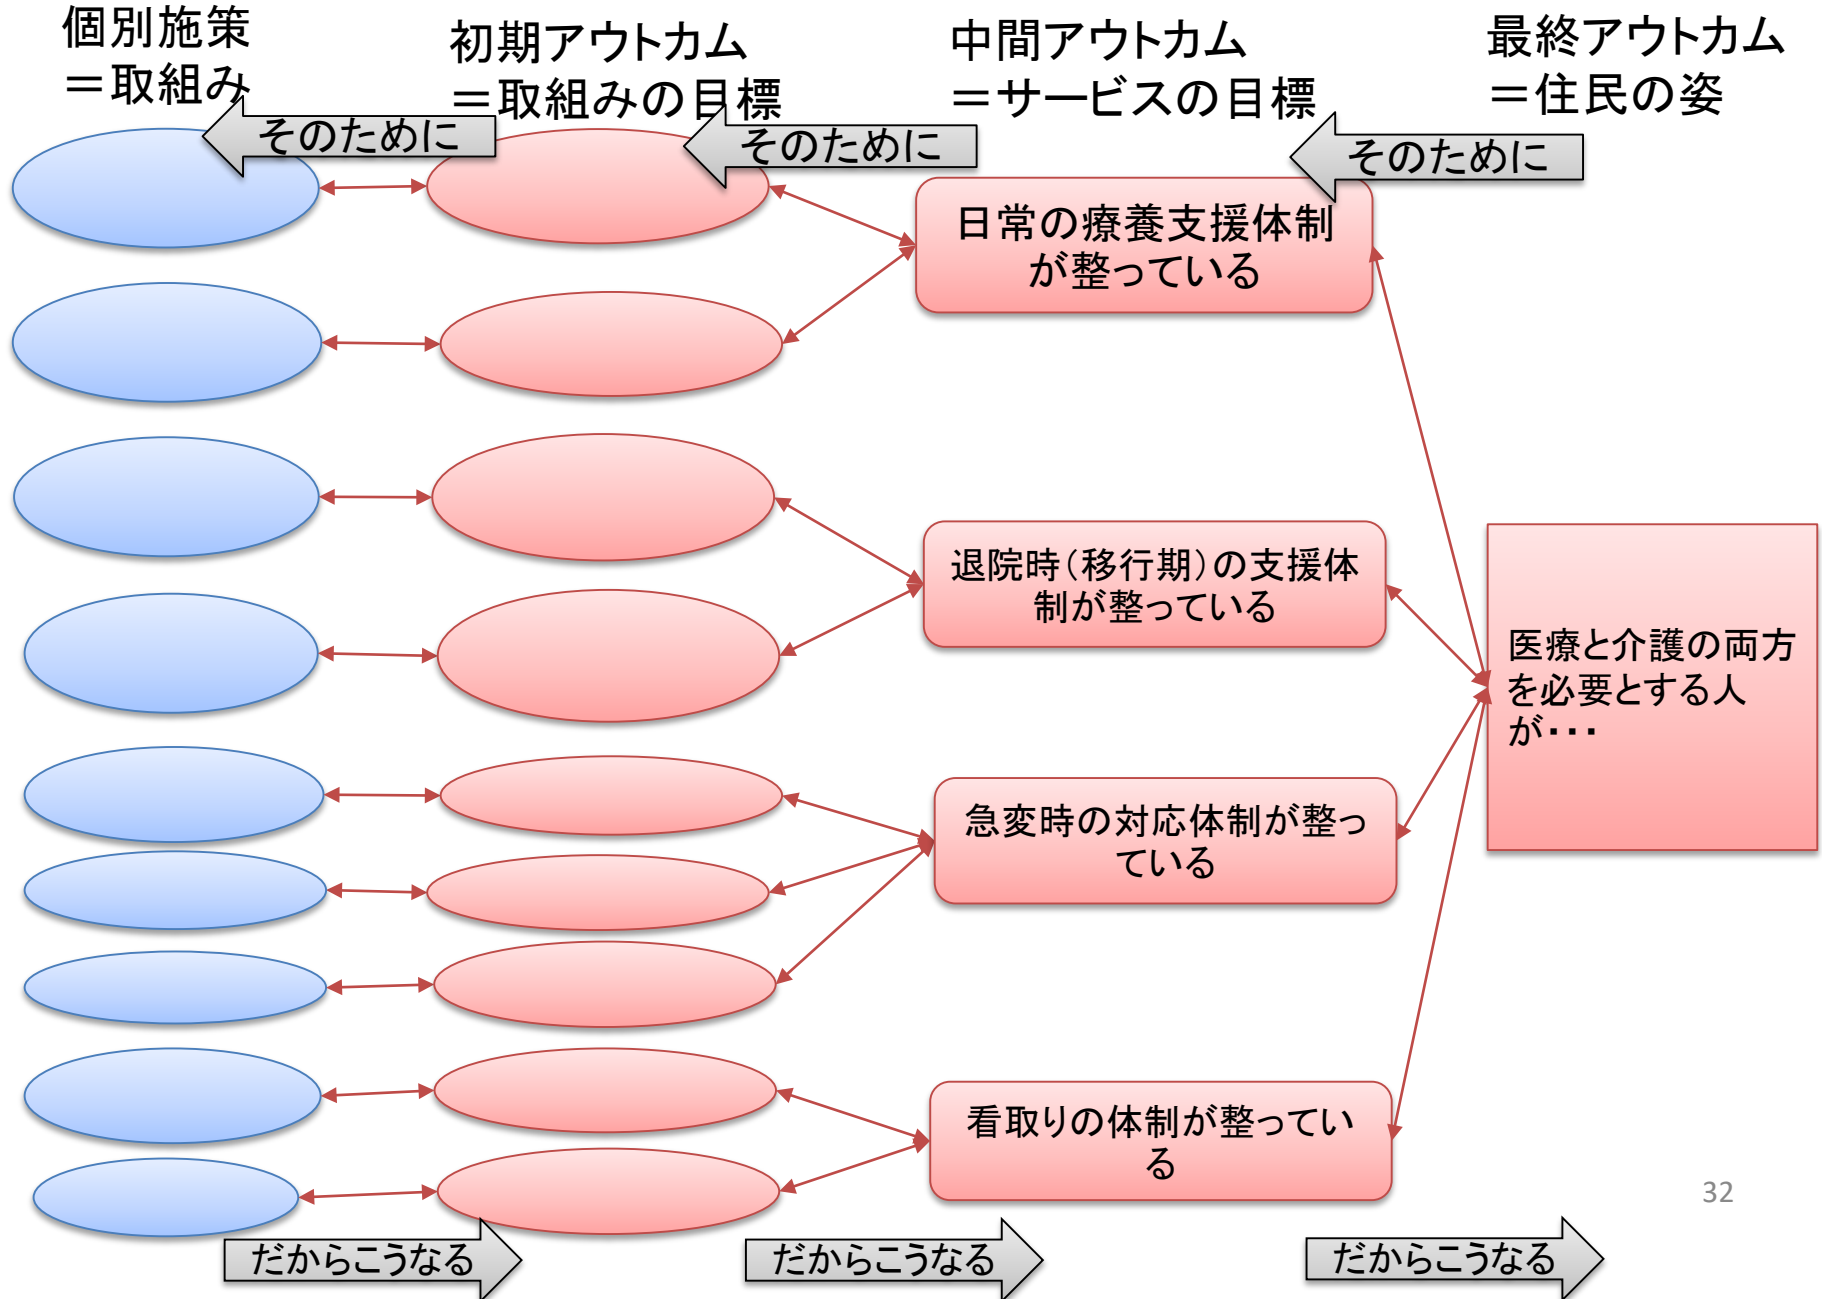 個別施策
＝取組み
初期アウトカム
＝取組みの目標
中間アウトカム
＝サービスの目標
最終アウトカム
＝住民の姿
そのために
そのために
そのために
日常の療養支援体制
が整っている
退院時（移行期）の支援体
制が整っている
急変時の対応体制が整っ
ている
看取りの体制が整ってい
る
医療と介護の両方
を必要とする人
が・・・
だからこうなる
だからこうなる
だからこうなる
32